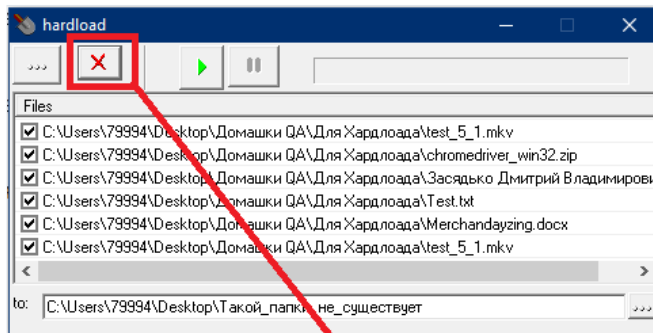 hardload
Files
C:\Users\79994\Desktop\Домашки QA\Для Хардлоада\test_5_1.mkv
C:\Users\79994\Desktop\Домашки QA\Для Хардлоада\chromedriver_win32.zip
C:\Users\79994\Desktop\Домашки QA\Для Хардлоада\Засядько Дмитрий Владимирови
C:\Users\79994\Desktop\Домашки QA\Для Хардлоада\Test.txt
C:\Users\79994\Desktop\Домашки QA\Для Хардлоада\Merchandayzing.docx
C:\Users\79994\Desktop\Домашки QA\Для Хардлоада\test_5_1.mkv
to: C:\Users\79994\Desktop\Такой_папки_не_существует ...